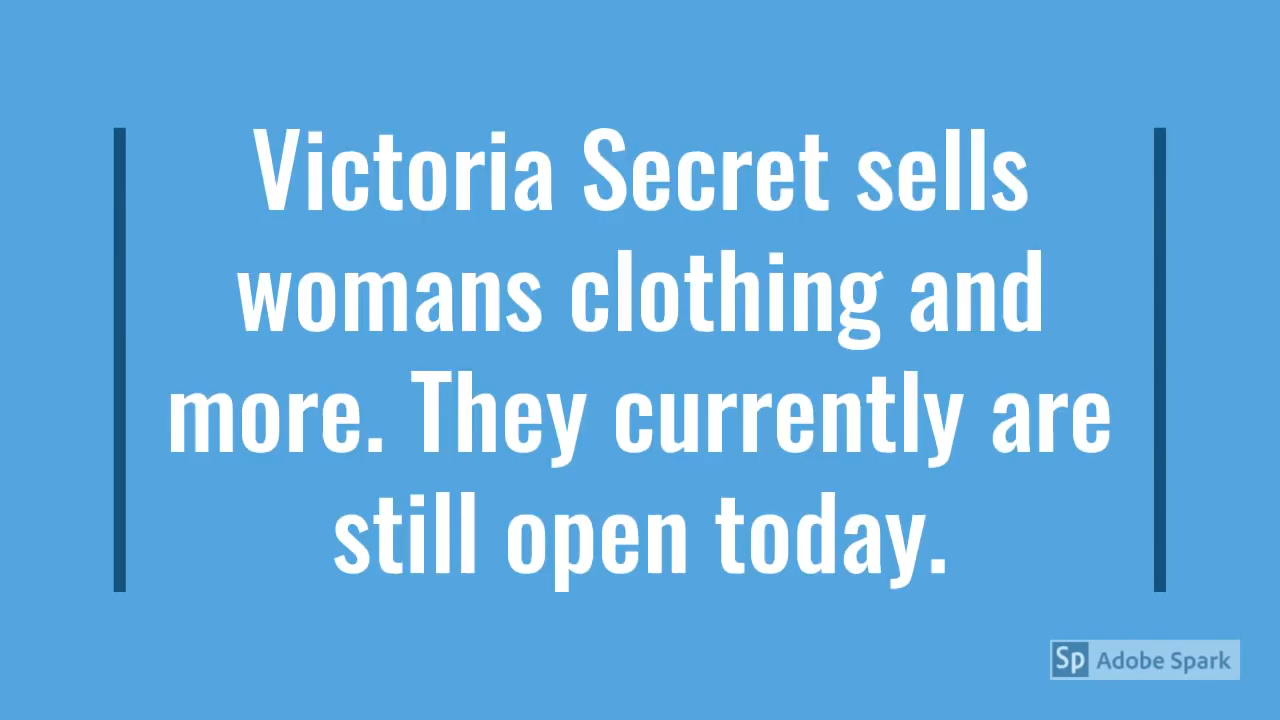 Victoria Secret sells
womans clothing and
more. They currently are
still open today.
Sp Adobe Spark